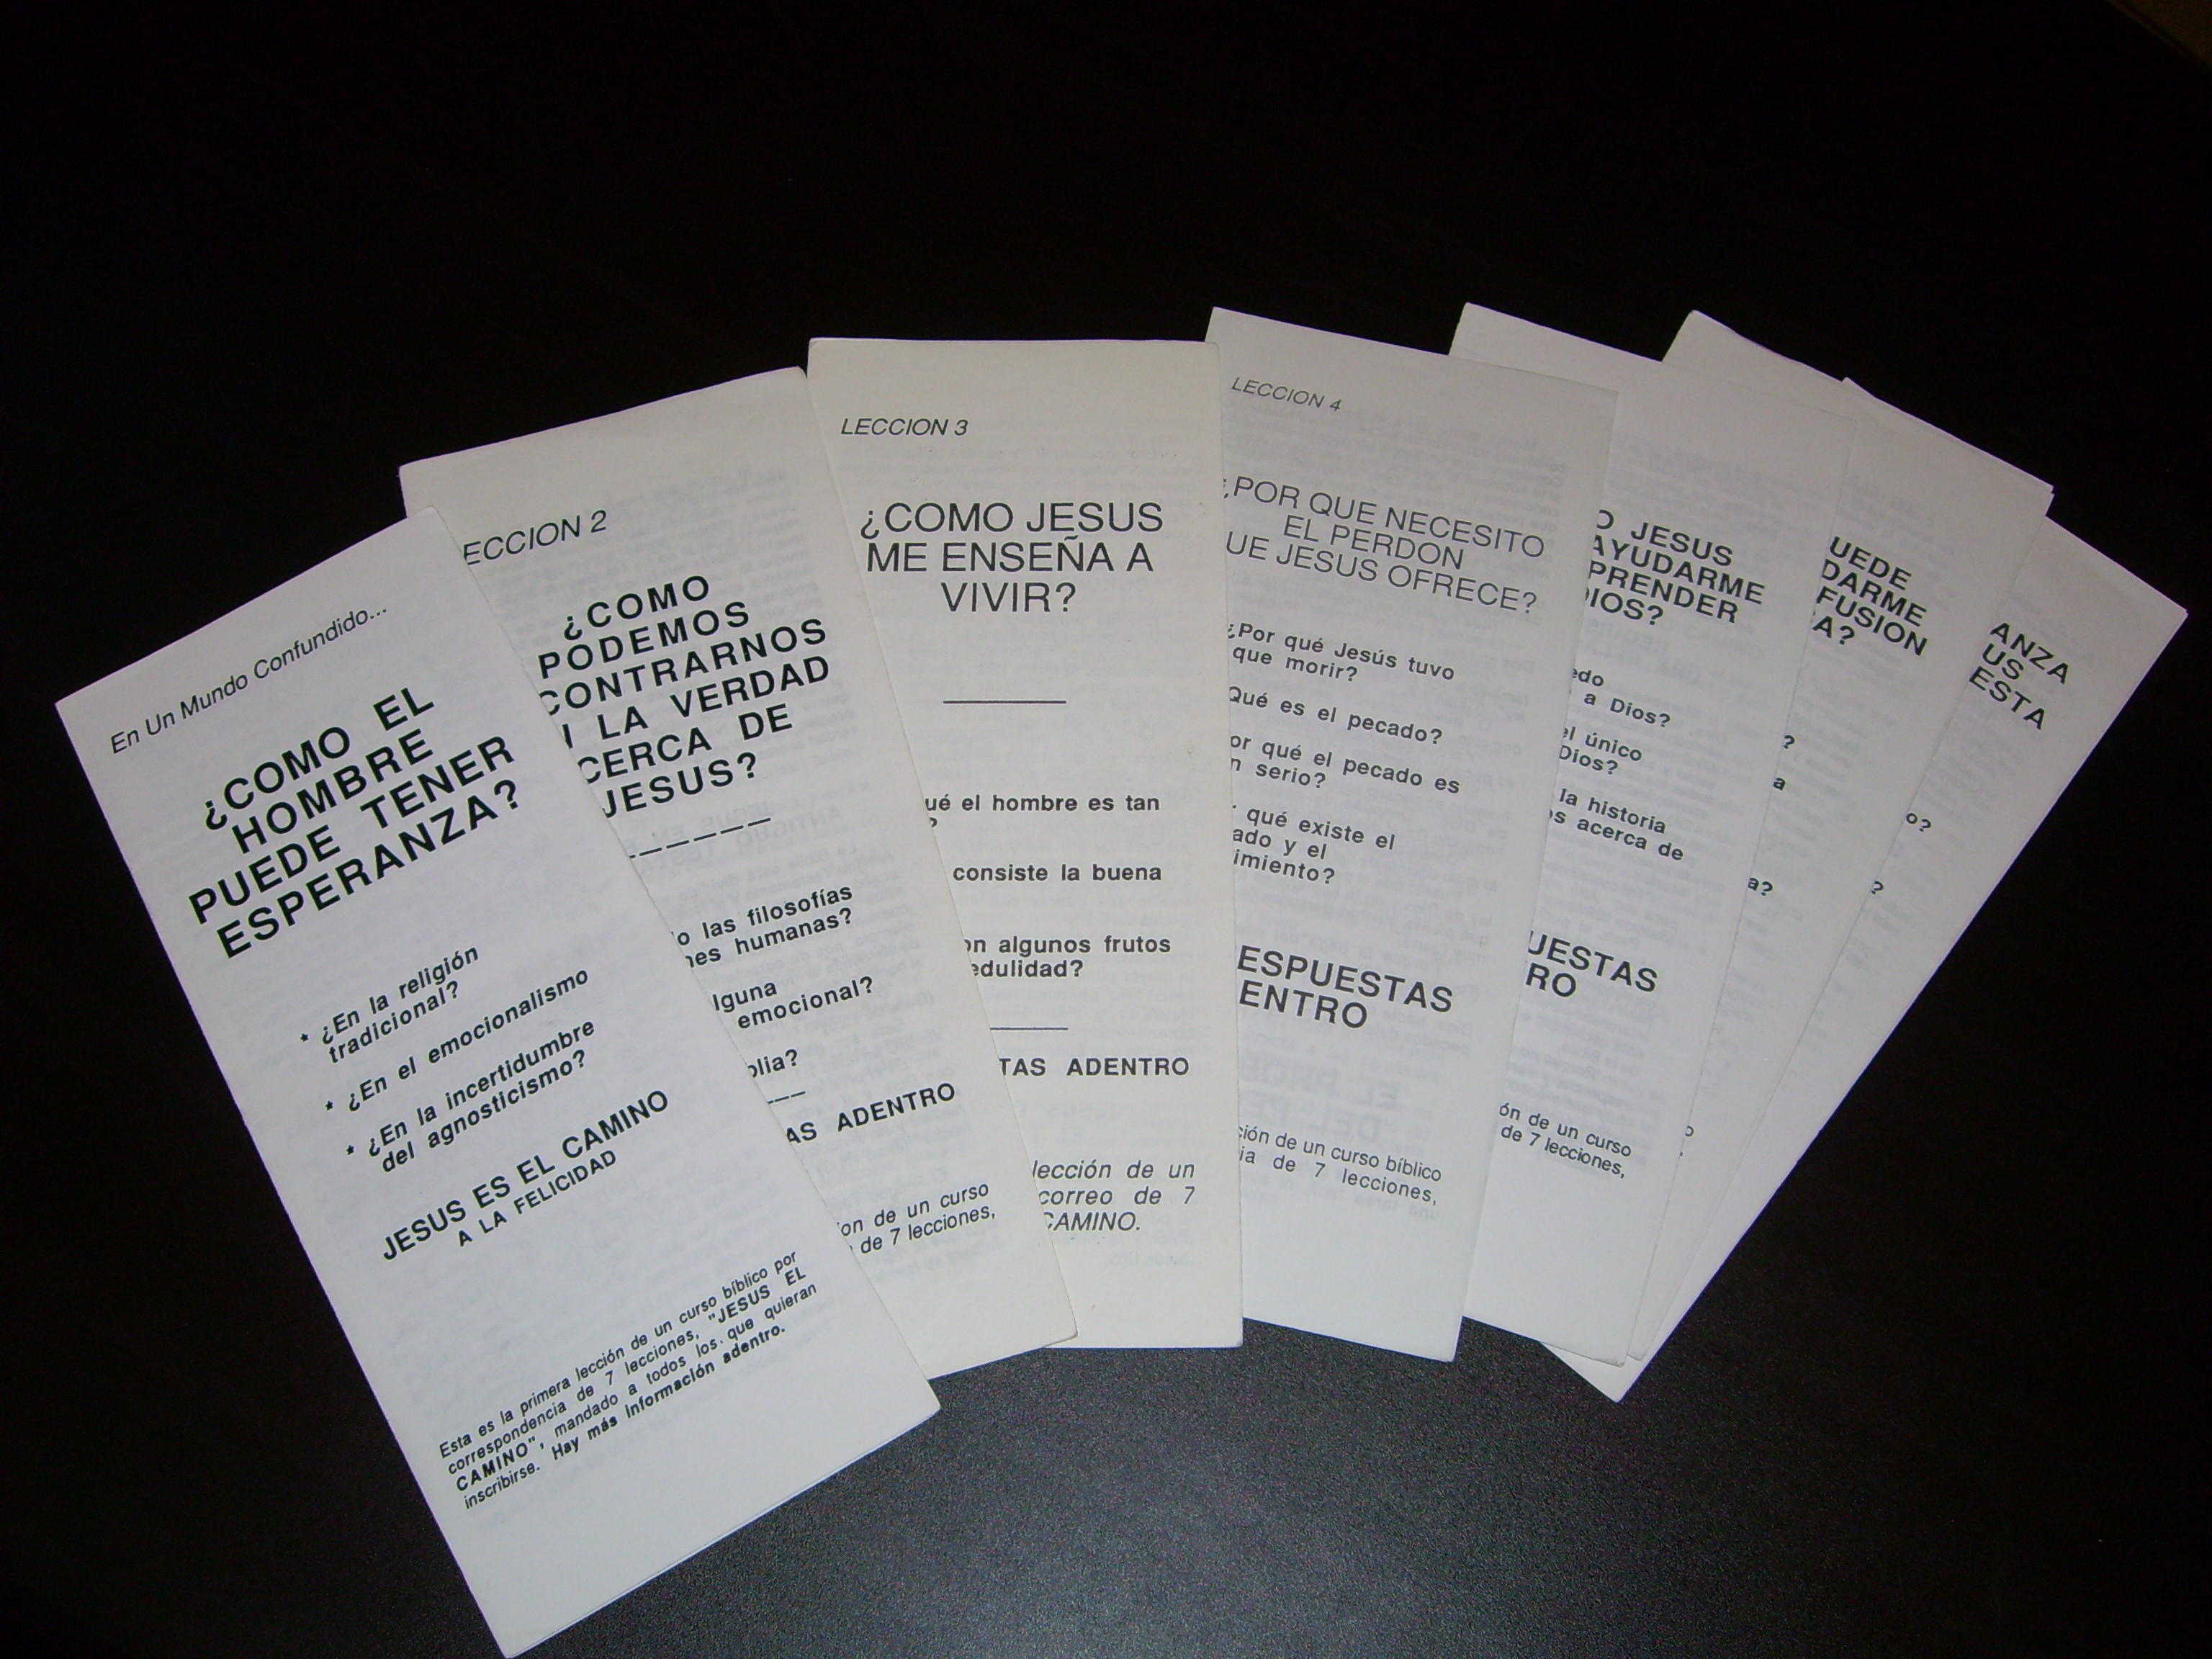 En Un Mundo Confundido...
¿COMO EL
HOMBRE
PUEDE TENER
ESPERANZA?
* ¿En la religión
tradicional?
* ¿En el emocionalismo
* ¿En la incertidumbre
del agnosticismo?
JESUS ES EL CAMINO
A LA FELICIDAD
Esta es la primera lección de un curso bíblico por
correspondencia de 7 lecciones, "JESUS EL
CAMINO", mandado a todos los que quieran
inscribirse. Hay más información adentro.
ECCION 2
¿COMO
PODEMOS
CONTRARNOS
LA VERDAD
CERCA DE
JESUS?
o las filosofías
nes humanas?
lguna
emocional?
olia?
AS ADENTRO
on de un curso
de 7 lecciones,
LECCION 3
¿COMO JESUS
ME ENSEÑA A
VIVIR?
ué el hombre es tan
?
consiste la buena
on algunos frutos
edulidad?
TAS ADENTRO
lección de un
correo de 7
CAMINO.
LECCION 4
¿POR QUE NECESITO
EL PERDON
UE JESUS OFRECE?
¿Por qué Jesús tuvo
que morir?
Qué es el pecado?
or qué el pecado es
n serio?
qué existe el
ado y el
imiento?
ESPUESTAS
ENTRO
ción de un curso bíblico
ia de 7 lecciones,
O JESUS
AYUDARME
PRENDER
DIOS?
edo
a Dios?
el único
Dios?
la historia
os acerca de
UESTAS
RO
ón de un curso
de 7 lecciones,
UEDE
DARME
FUSION
A?
?
a
a?
o
ANZA
US
ESTA
o?
?